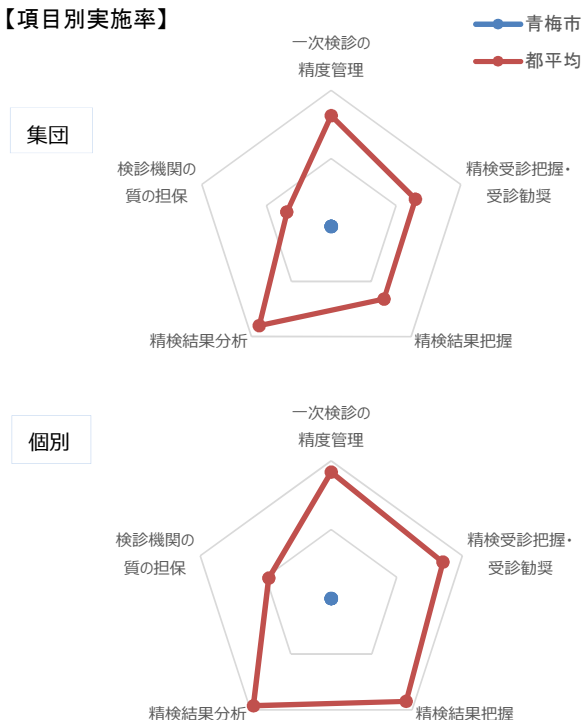 【項目別実施率】
青梅市
都平均
集団
一次検診の
精度管理
精検受診把握・
受診勧奨
精検結果把握
精検結果分析
検診機関の
質の担保
個別
一次検診の
精度管理
精検受診把握・
受診勧奨
精検結果把握
精検結果分析
検診機関の
質の担保